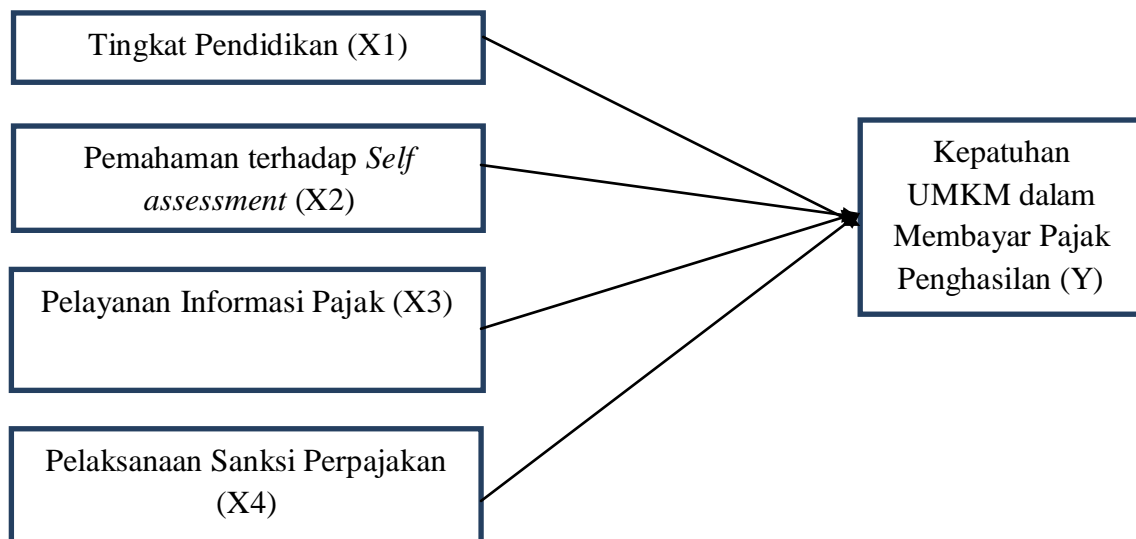 Tingkat Pendidikan (X1)
Pemahaman terhadap Self
assessment (X2)
Pelayanan Informasi Pajak (X3)
Pelaksanaan Sanksi Perpajakan
(X4)
Kepatuhan
UMKM dalam
Membayar Pajak
Penghasilan (Y)